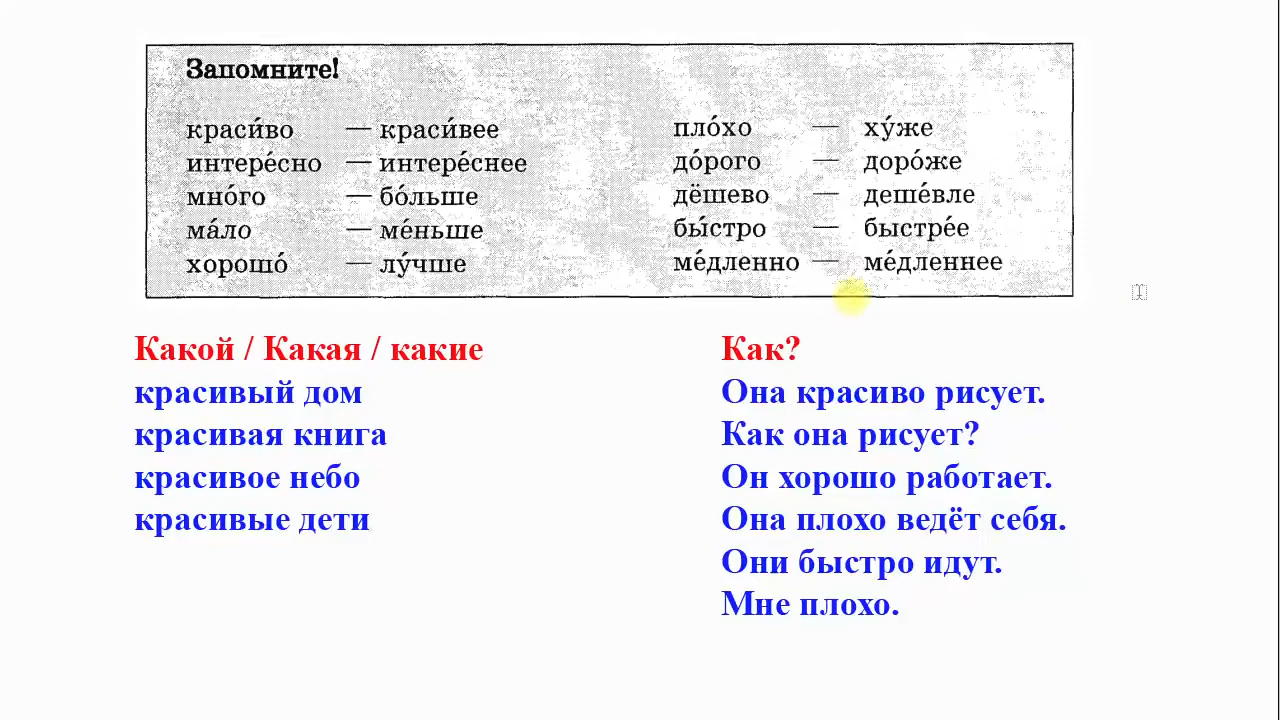 Запомните!
краси́во — краси́вее
интере́сно — интере́снее
мно́го — бо́льше
ма́ло — ме́ньше
хорошо́ — лу́чше
пло́хо — ху́же
до́рого — доро́же
дёшево — деше́вле
бы́стро — быстре́е
ме́дленно — ме́дленнее
Какой / Какая / какие
красивый дом
красивая книга
красивое небо
красивые дети
Как?
Она красиво рисует.
Как она рисует?
Он хорошо работает.
Она плохо ведёт себя.
Они быстро идут.
Мне плохо.